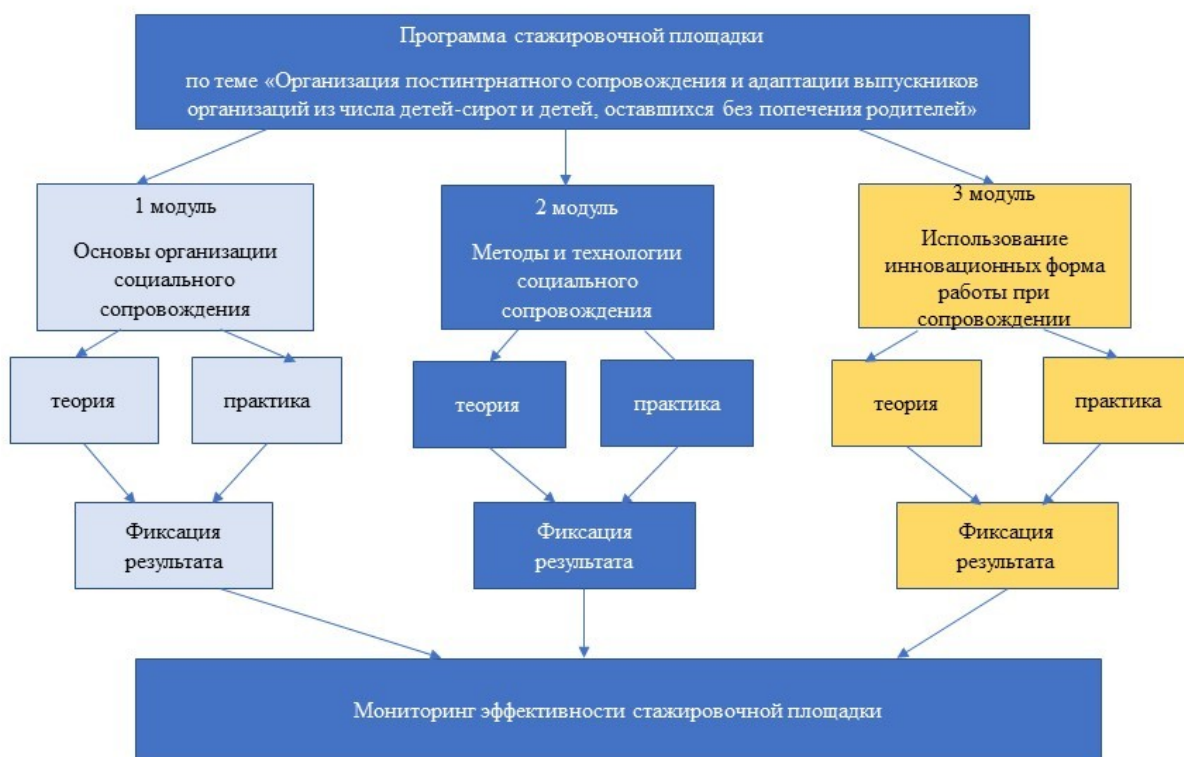 Программа стажировочной площадки
по теме «Организация постинтрнатного сопровождения и адаптации выпускников
организаций из числа детей-сирот и детей, оставшихся без попечения родителей»
1 модуль
Основы организации
социального
сопровождения
2 модуль
Методы и технологии
социального
сопровождения
3 модуль
Использование
инновационных форма
работы при
сопровождении
теория
практика
теория
практика
теория
практика
Фиксация
результата
Фиксация
результата
Фиксация
результата
Мониторинг эффективности стажировочной площадки